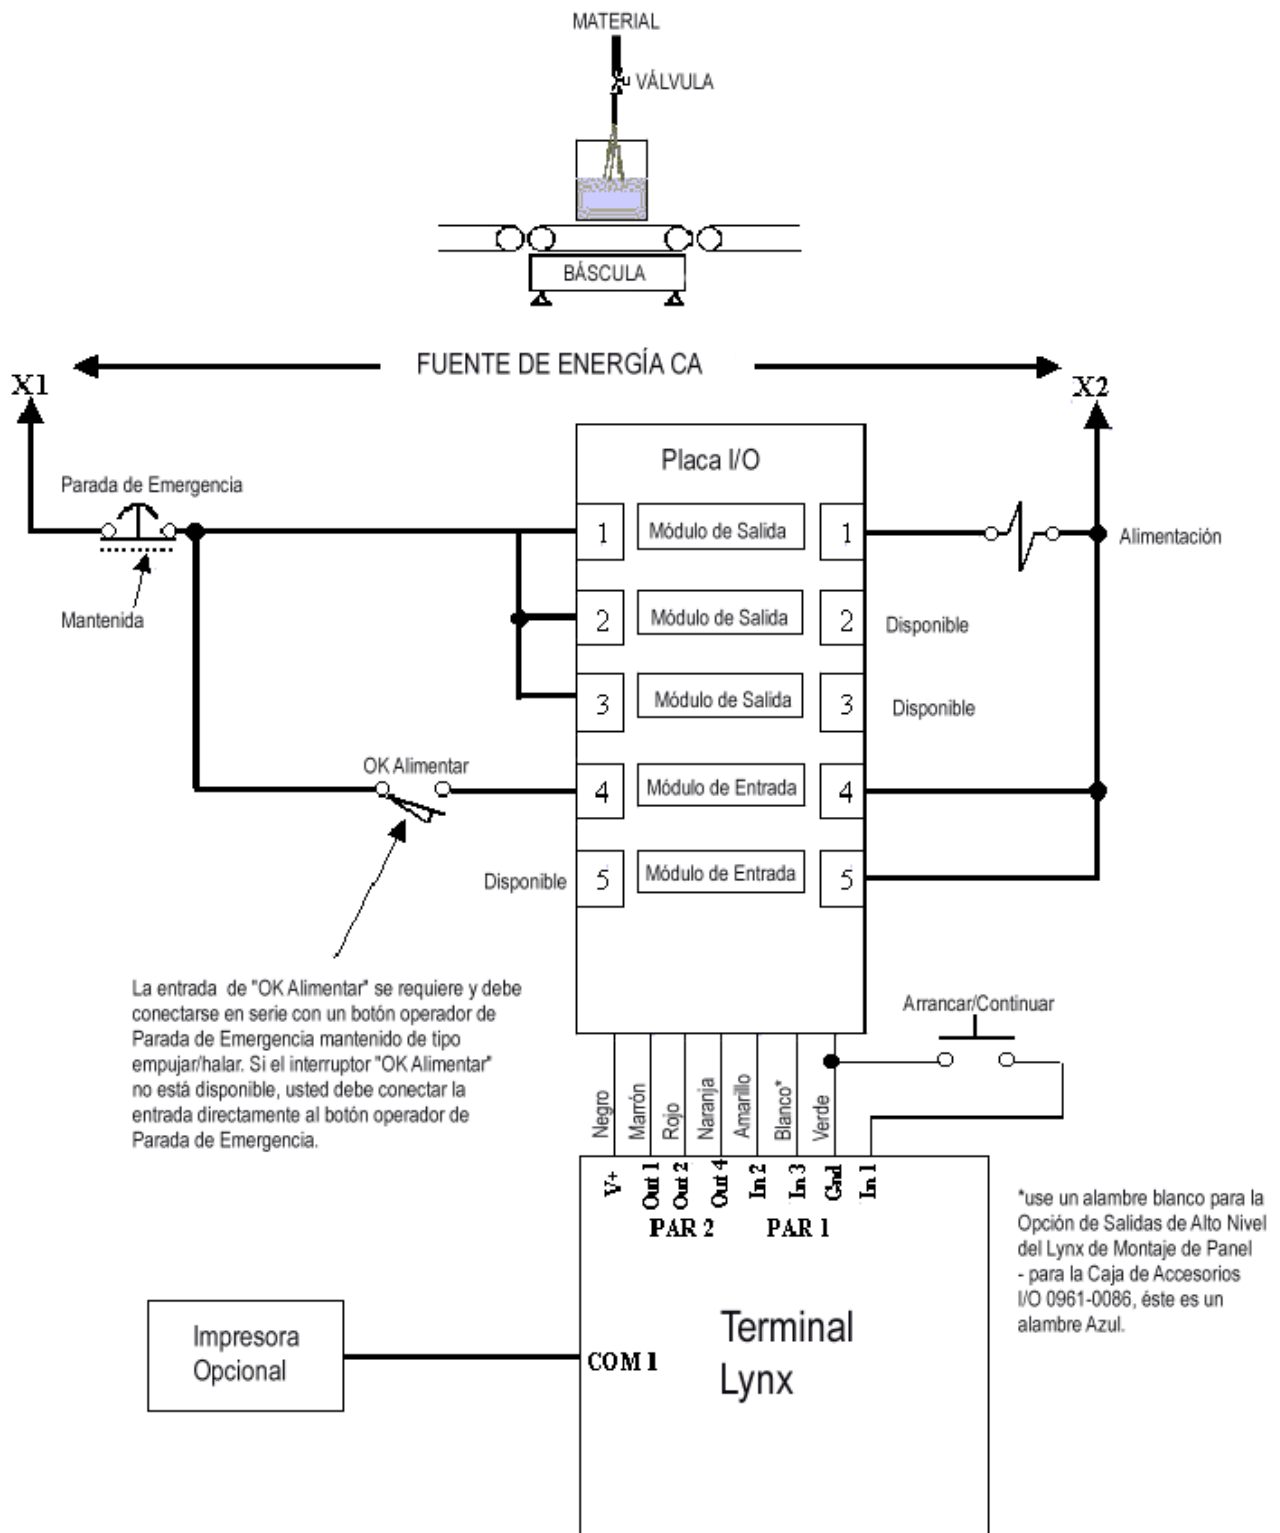 MATERIAL
VÁLVULA
BÁSCULA
FUENTE DE ENERGÍA CA
X1
X2
Placa I/O
Parada de Emergencia
Mantenida
1 Módulo de Salida 1
Alimentación
2 Módulo de Salida 2
Disponible
3 Módulo de Salida 3
Disponible
OK Alimentar
4 Módulo de Entrada 4
Disponible
5 Módulo de Entrada 5
La entrada de "OK Alimentar" se requiere y debe
conectarse en serie con un botón operador de
Parada de Emergencia mantenido de tipo
empujar/halar. Si el interruptor "OK Alimentar"
no está disponible, usted debe conectar la
entrada directamente al botón operador de
Parada de Emergencia.
Arrancar/Continuar
Negro
Marrón
Rojo
Naranja
Amarillo
Blanco*
Verde
V+
Out 1
Out 2
Out 4
In 2
In 3
Gnd
In 1
PAR 2
PAR 1
*use un alambre blanco para la
Opción de Salidas de Alto Nivel
del Lynx de Montaje de Panel
- para la Caja de Accesorios
I/O 0961-0086, éste es un
alambre Azul.
Impresora
Opcional
COM 1
Terminal
Lynx